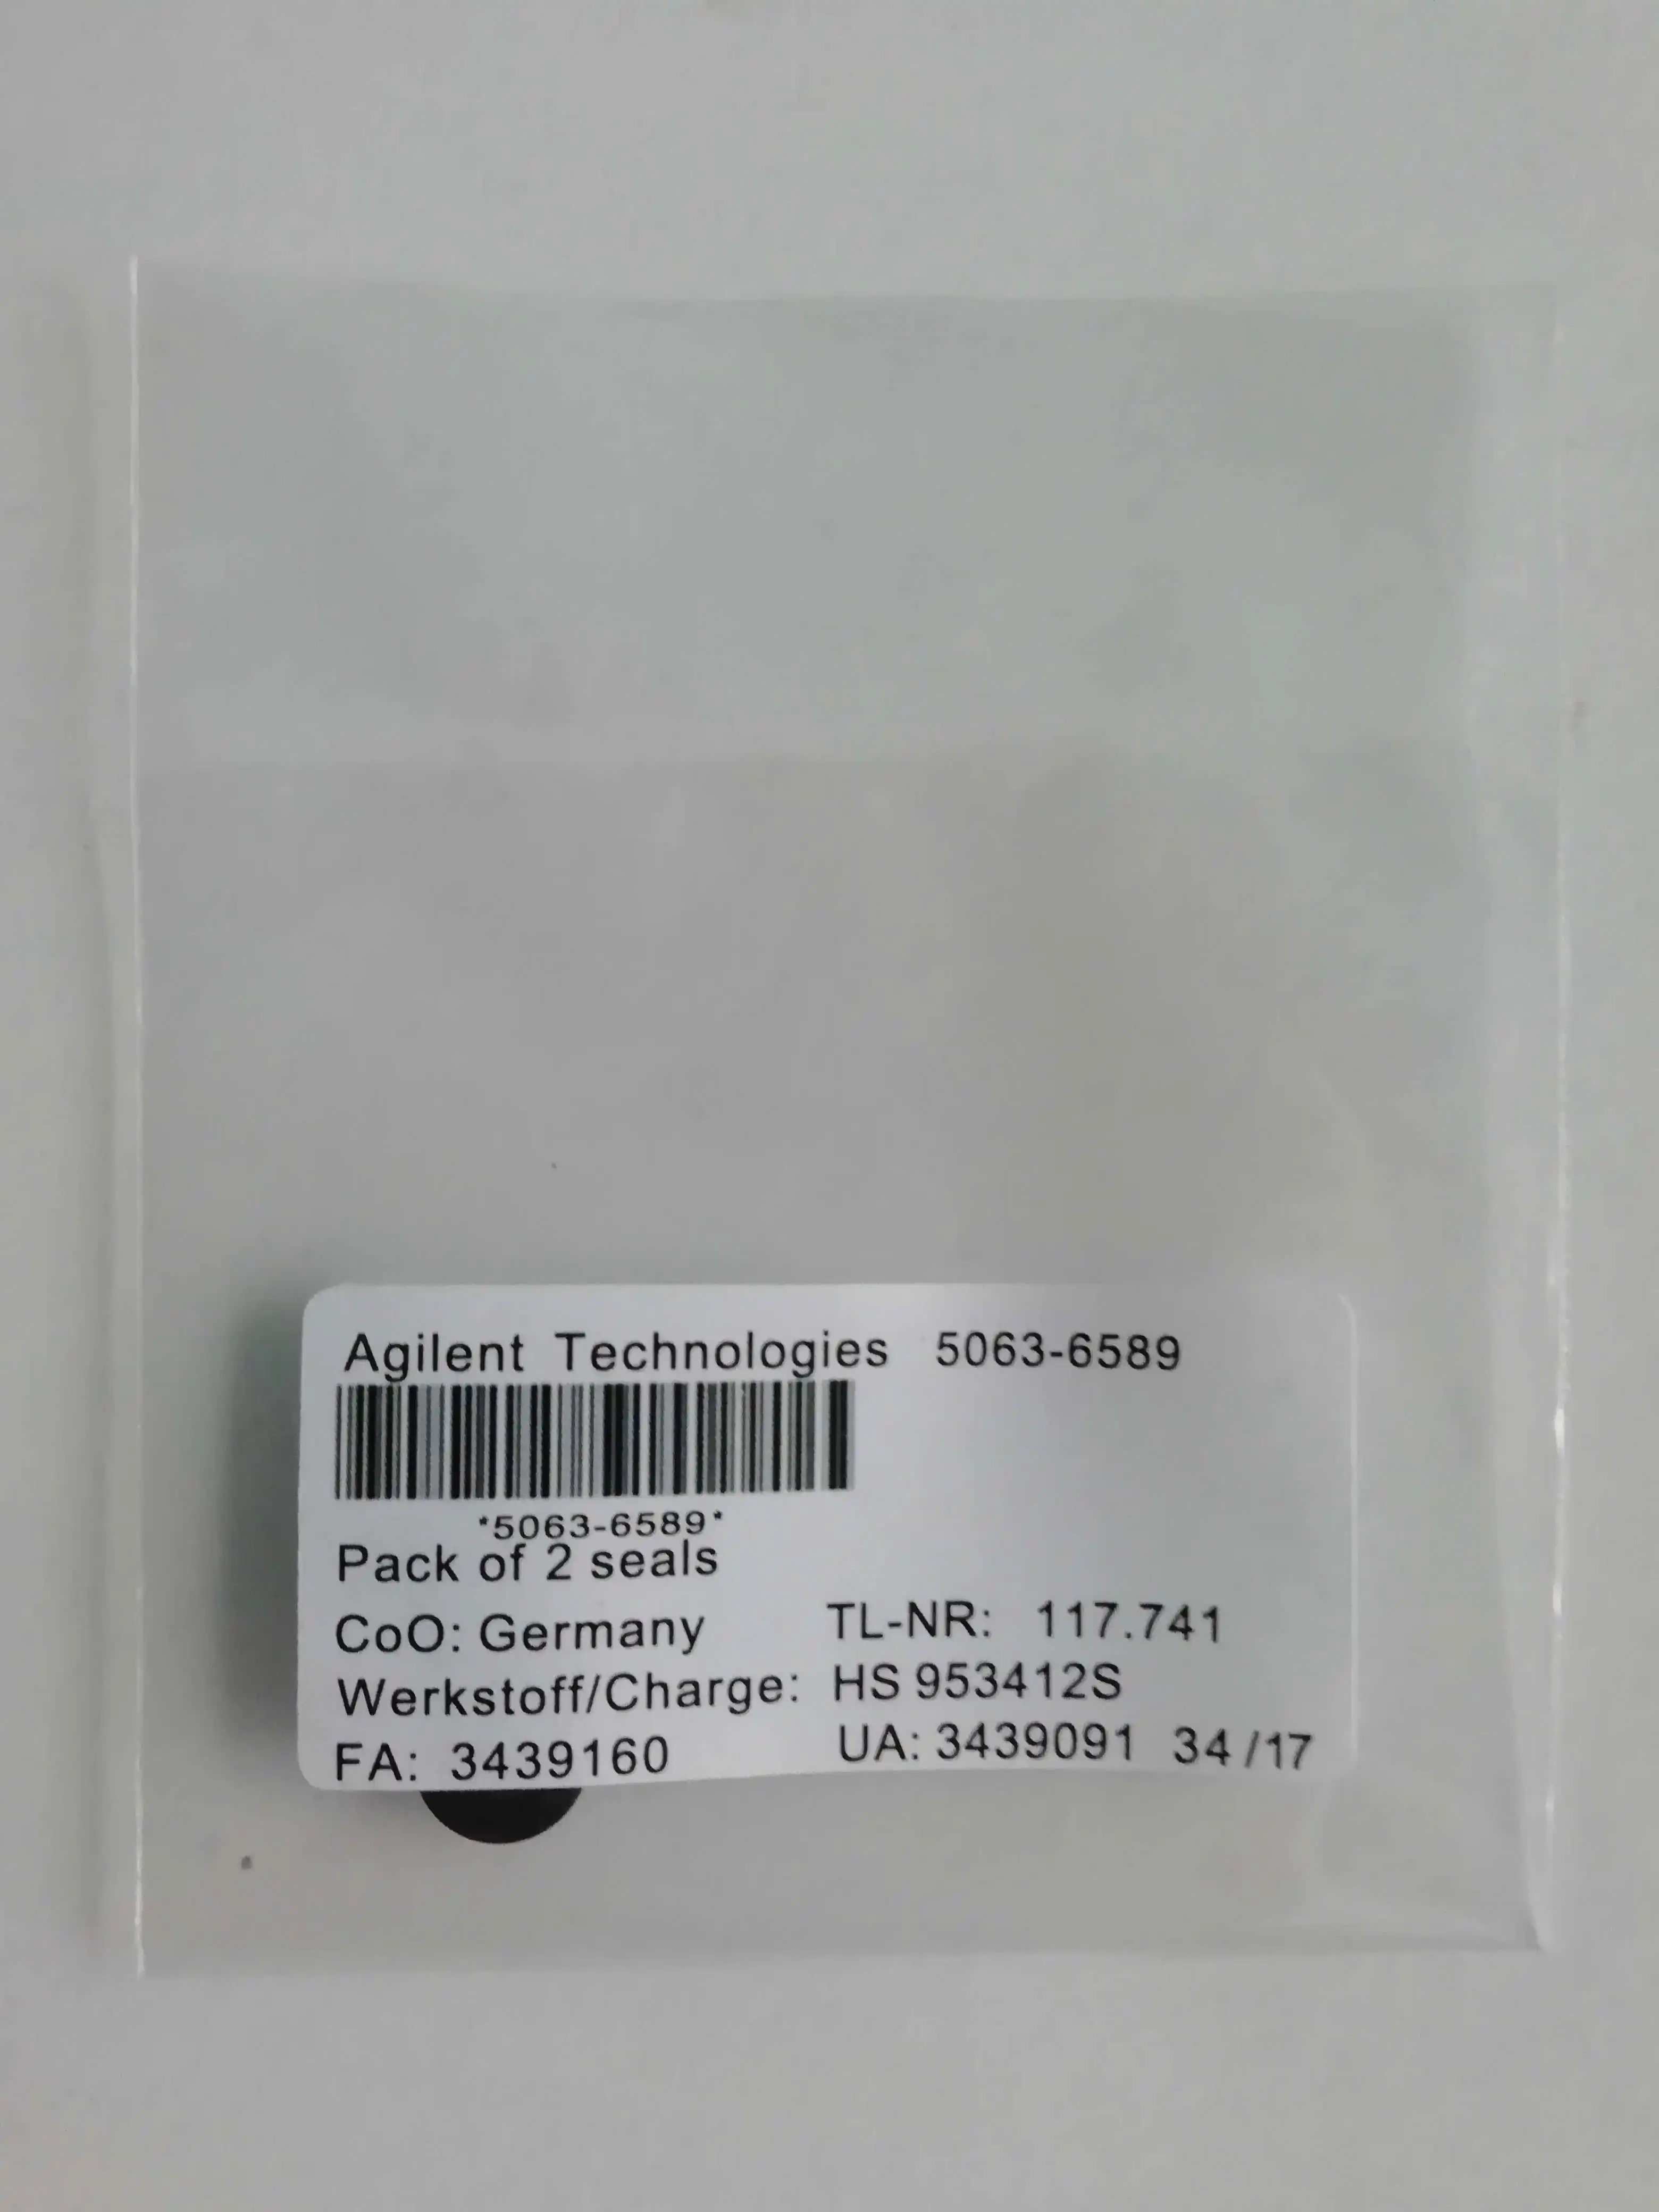 Agilent Technologies 5063-6589
*5063-6589*
Pack of 2 seals
CoO: Germany TL-NR: 117.741
Werkstoff/Charge: HS 953412S
FA: 3439160 UA: 3439091 34/17